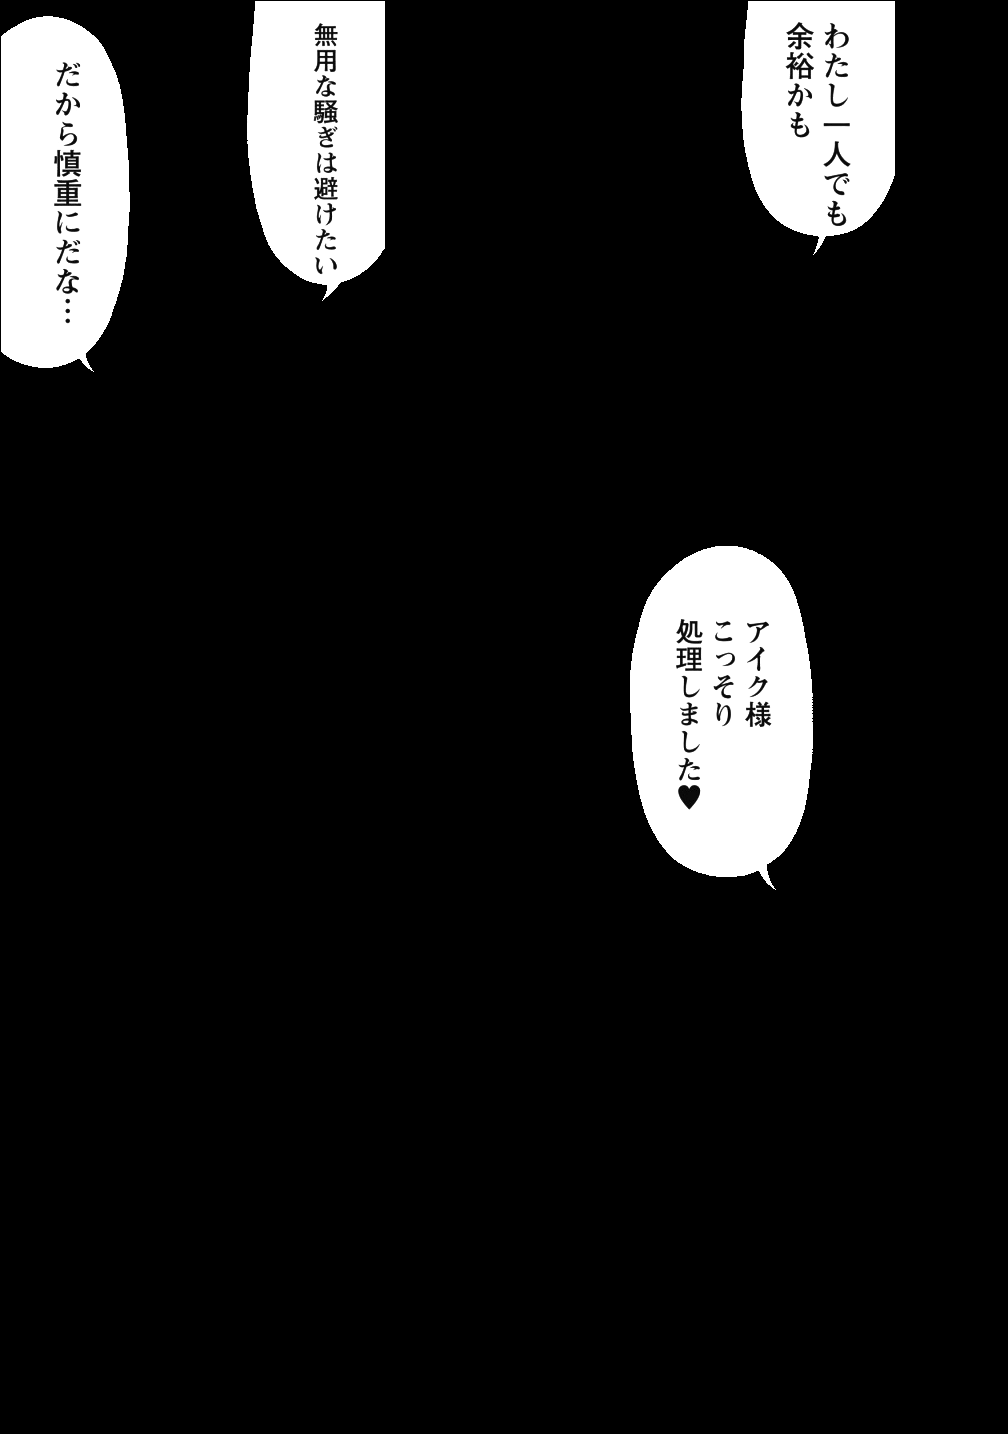 わたし一人でも
余裕かも
無用な騒ぎは避けたい
だから慎重にだな…
アイク様
こっそり
処理しました♥